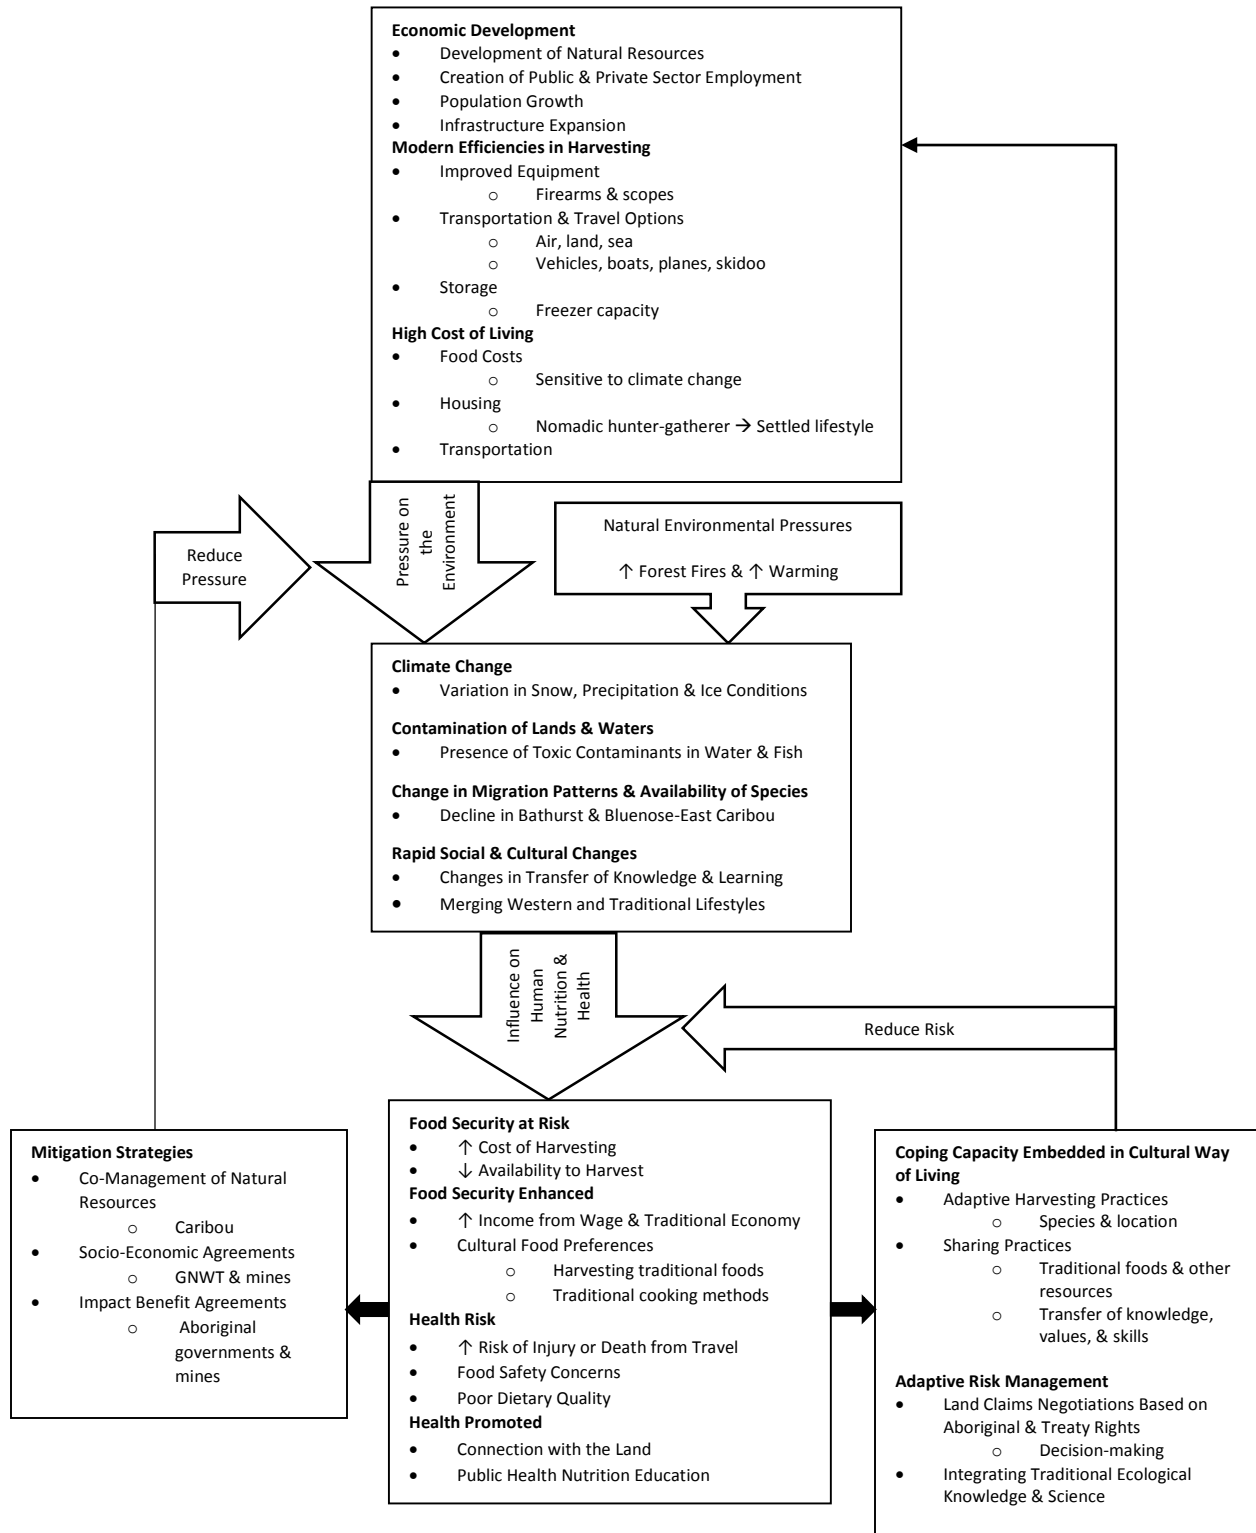 Economic Development
• Development of Natural Resources
• Creation of Public & Private Sector Employment
• Population Growth
• Infrastructure Expansion
Modern Efficiencies in Harvesting
• Improved Equipment
o Firearms & scopes
• Transportation & Travel Options
o Air, land, sea
o Vehicles, boats, planes, skidoo
• Storage
o Freezer capacity
High Cost of Living
• Food Costs
o Sensitive to climate change
• Housing
o Nomadic hunter-gatherer → Settled lifestyle
• Transportation
Pressure on
the
Environment
Natural Environmental Pressures
↑ Forest Fires & ↑ Warming
Reduce
Pressure
Climate Change
• Variation in Snow, Precipitation & Ice Conditions
Contamination of Lands & Waters
• Presence of Toxic Contaminants in Water & Fish
Change in Migration Patterns & Availability of Species
• Decline in Bathurst & Bluenose-East Caribou
Rapid Social & Cultural Changes
• Changes in Transfer of Knowledge & Learning
• Merging Western and Traditional Lifestyles
Influence on
Human
Nutrition &
Health
Reduce Risk
Mitigation Strategies
• Co-Management of Natural
Resources
o Caribou
• Socio-Economic Agreements
o GNWT & mines
• Impact Benefit Agreements
o Aboriginal
governments &
mines
Food Security at Risk
• ↑ Cost of Harvesting
• ↓ Availability to Harvest
Food Security Enhanced
• ↑ Income from Wage & Traditional Economy
• Cultural Food Preferences
o Harvesting traditional foods
o Traditional cooking methods
Health Risk
• ↑ Risk of Injury or Death from Travel
• Food Safety Concerns
• Poor Dietary Quality
Health Promoted
• Connection with the Land
• Public Health Nutrition Education
Coping Capacity Embedded in Cultural Way
of Living
• Adaptive Harvesting Practices
o Species & location
• Sharing Practices
o Traditional foods & other
resources
o Transfer of knowledge,
values, & skills
Adaptive Risk Management
• Land Claims Negotiations Based on
Aboriginal & Treaty Rights
o Decision-making
• Integrating Traditional Ecological
Knowledge & Science